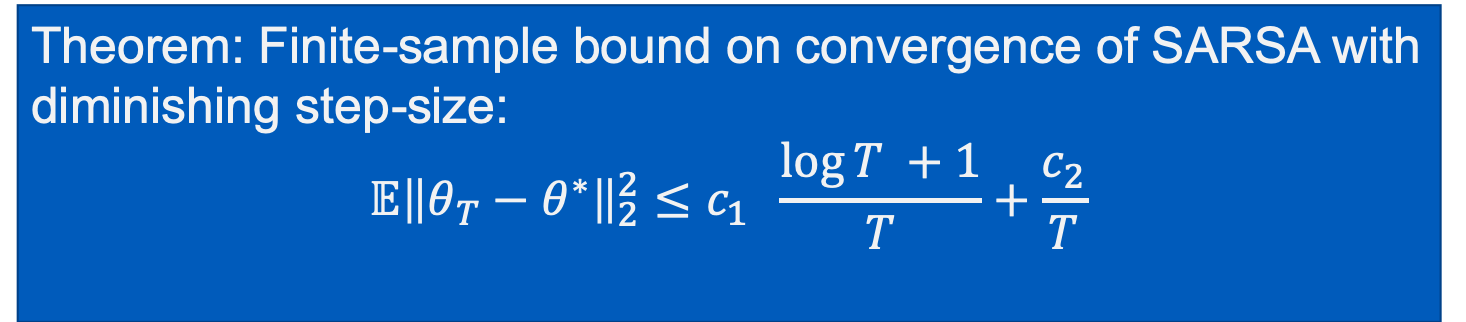 Theorem: Finite-sample bound on convergence of SARSA with
diminishing step-size:
𝔼‖θ_T − θ*‖₂² ≤ c₁ (log T + 1)/T + c₂/T